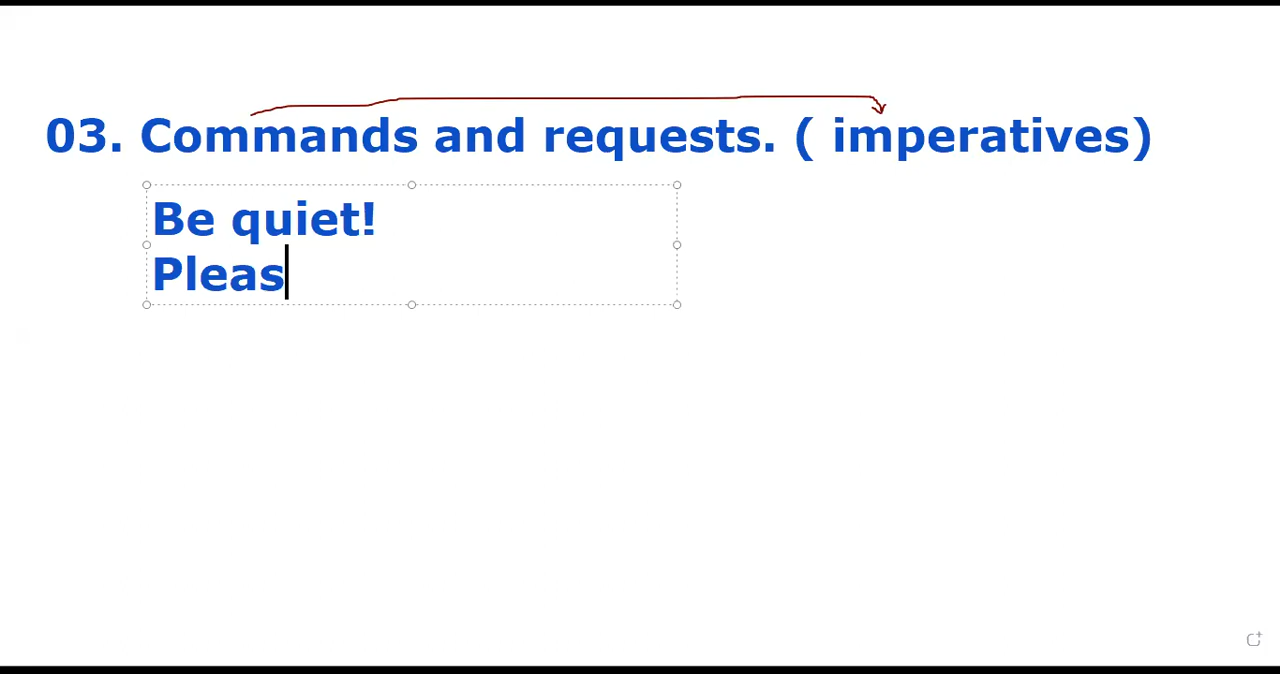 03. Commands and requests. ( imperatives)
Be quiet!
Pleas